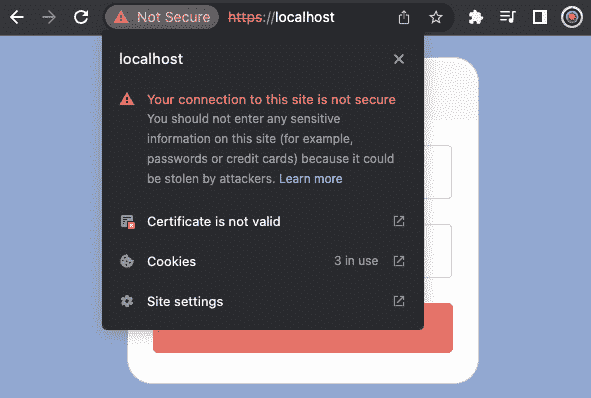 Not Secure https://localhost
localhost
Your connection to this site is not secure
You should not enter any sensitive
information on this site (for example,
passwords or credit cards) because it could
be stolen by attackers. Learn more
Certificate is not valid
Cookies 3 in use
Site settings